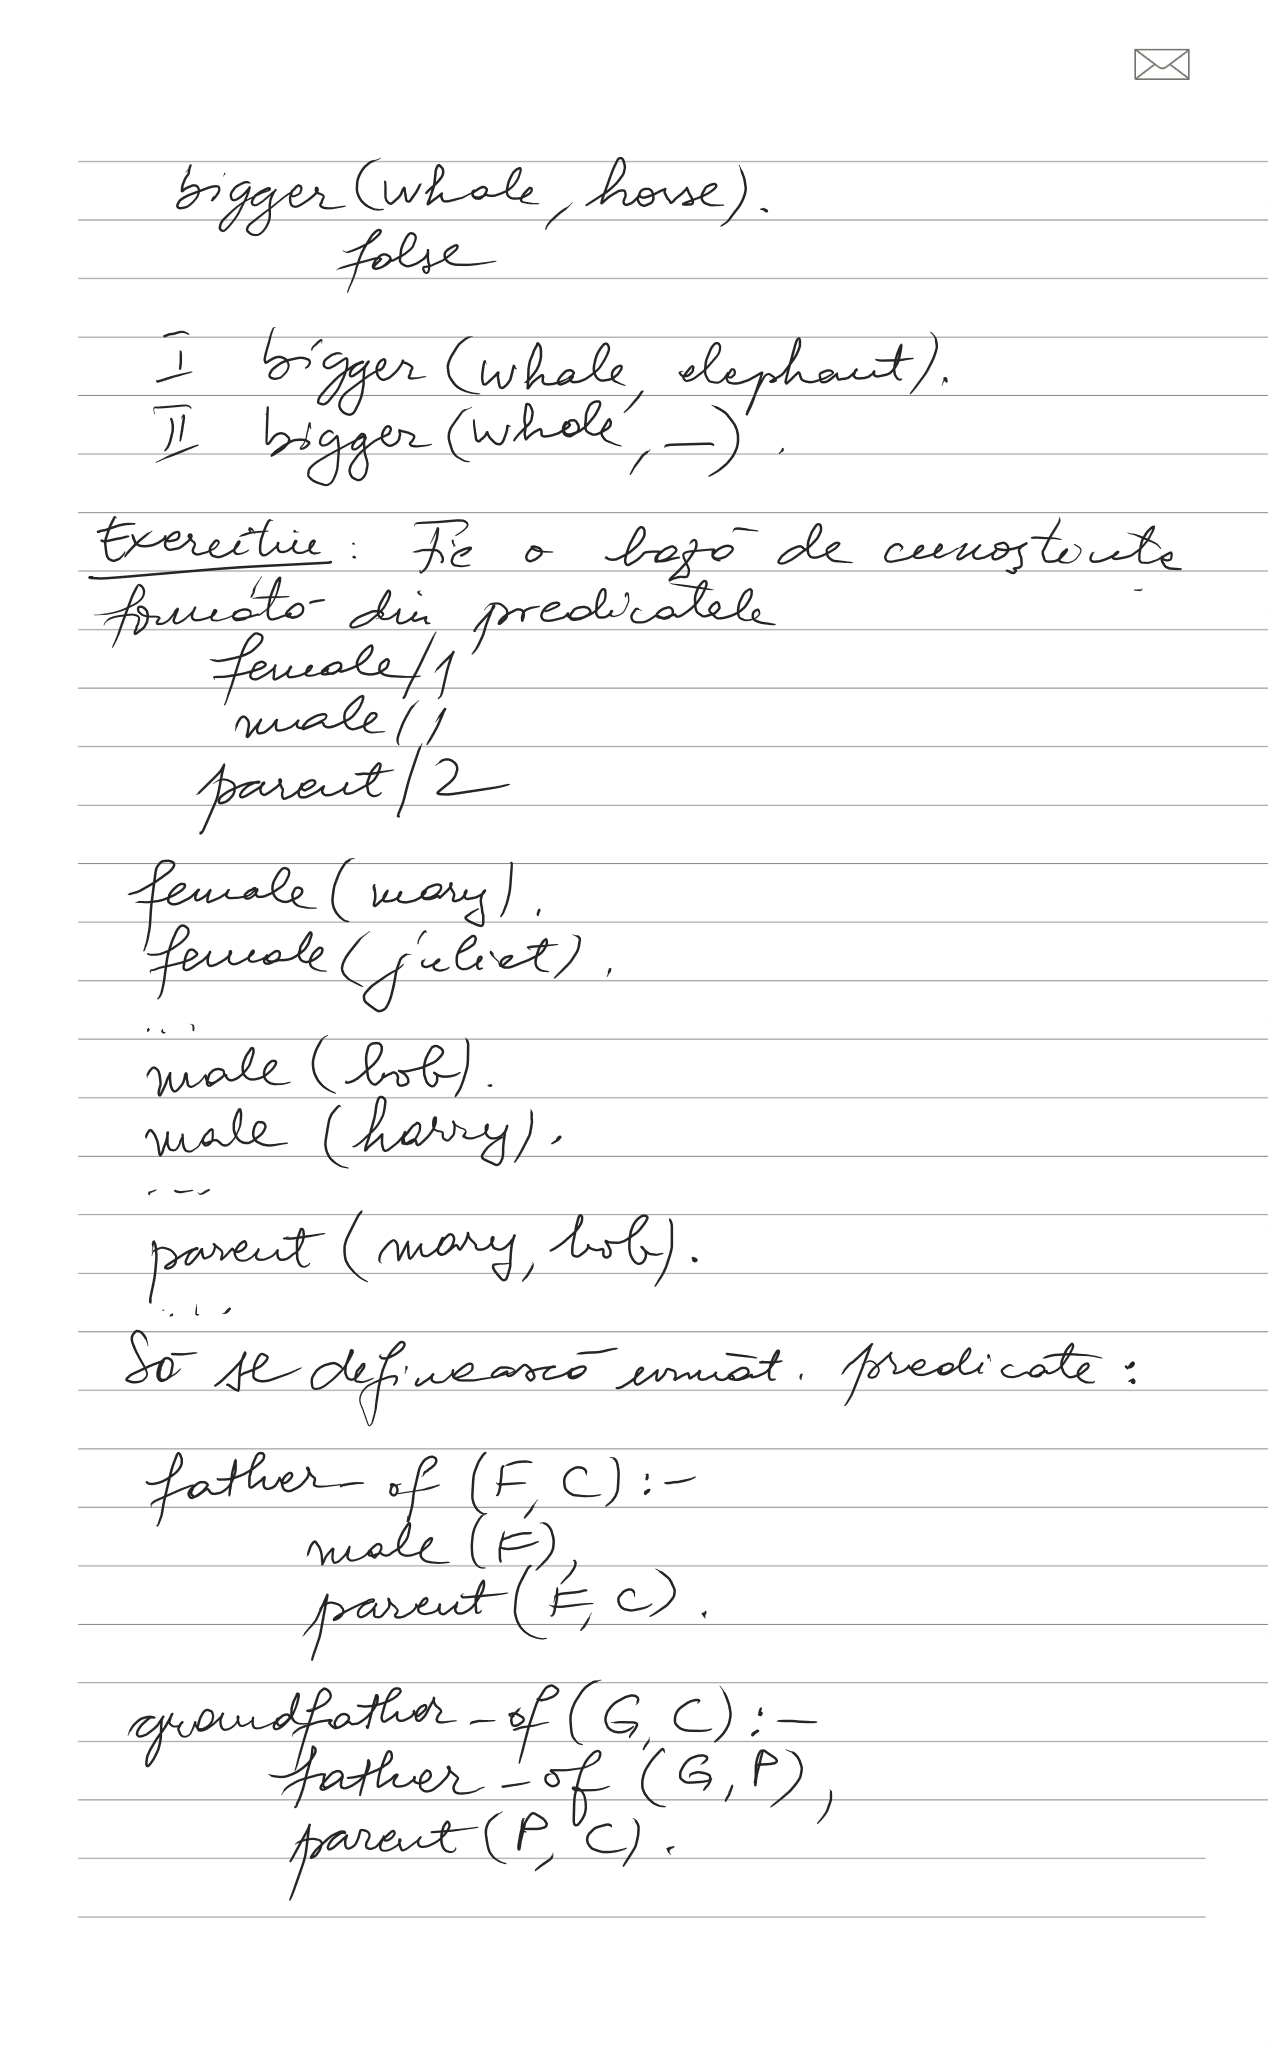 bigger(whale, horse).
false
I bigger(whale, elephant).
II bigger(whale, _).
Exercițiu: Fie o bază de cunoștințe
formată din predicatele
female/1
male/1
parent/2
female(mary).
female(juliet).
...
male(bob).
male(harry).
...
parent(mary, bob).
...
Să se definească următ. predicate:
father_of(F, C):-
male(F),
parent(F, C).
grandfather_of(G, C):-
father_of(G, P),
parent(P, C).